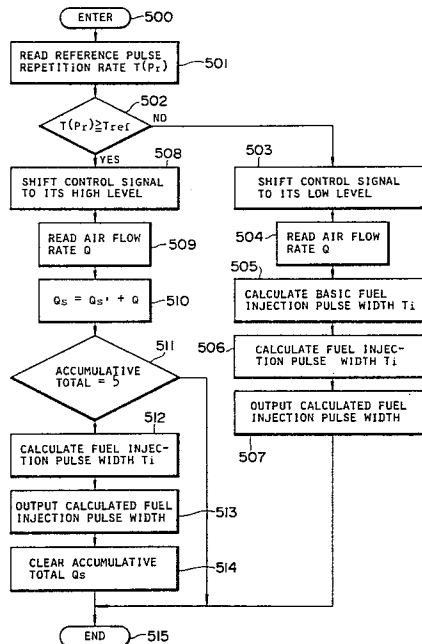 ENTER
500
READ REFERENCE PULSE
REPETITION RATE T(Pr)
501
502
T(Pr)≧Tref
NO
YES
508
SHIFT CONTROL SIGNAL
TO ITS HIGH LEVEL
READ AIR FLOW
RATE Q
509
Qs = Qs' + Q
510
511
ACCUMULATIVE
TOTAL = 5
512
CALCULATE FUEL INJEC-
TION PULSE WIDTH Ti
OUTPUT CALCULATED FUEL
INJECTION PULSE WIDTH
513
CLEAR ACCUMULATIVE
TOTAL Qs
514
END
515
503
SHIFT CONTROL SIGNAL
TO ITS LOW LEVEL
504
READ AIR FLOW
RATE Q
505
CALCULATE BASIC FUEL
INJECTION PULSE WIDTH Ti
506
CALCULATE FUEL INJEC-
TION PULSE WIDTH Ti
OUTPUT CALCULATED FUEL
INJECTION PULSE WIDTH
507